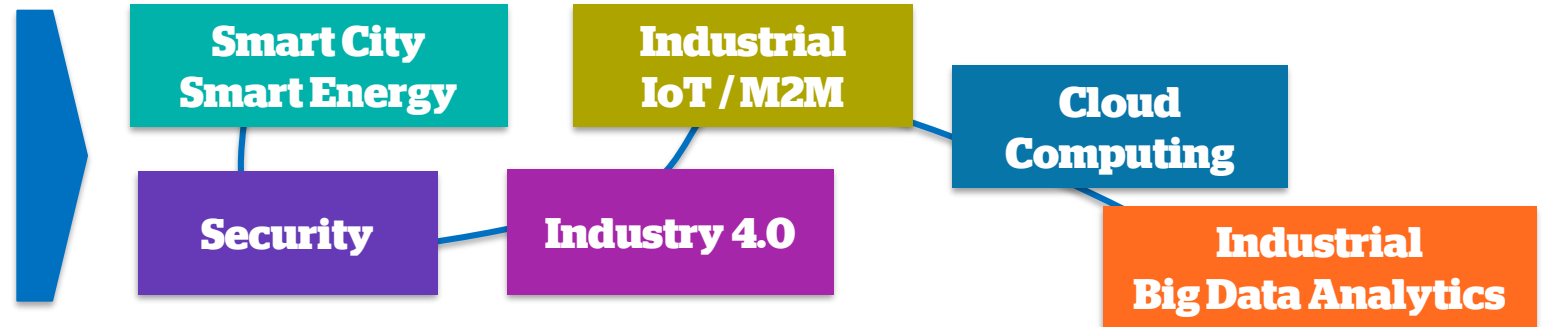 Smart City
Smart Energy
Industrial
IoT / M2M
Cloud
Computing
Security
Industry 4.0
Industrial
Big Data Analytics